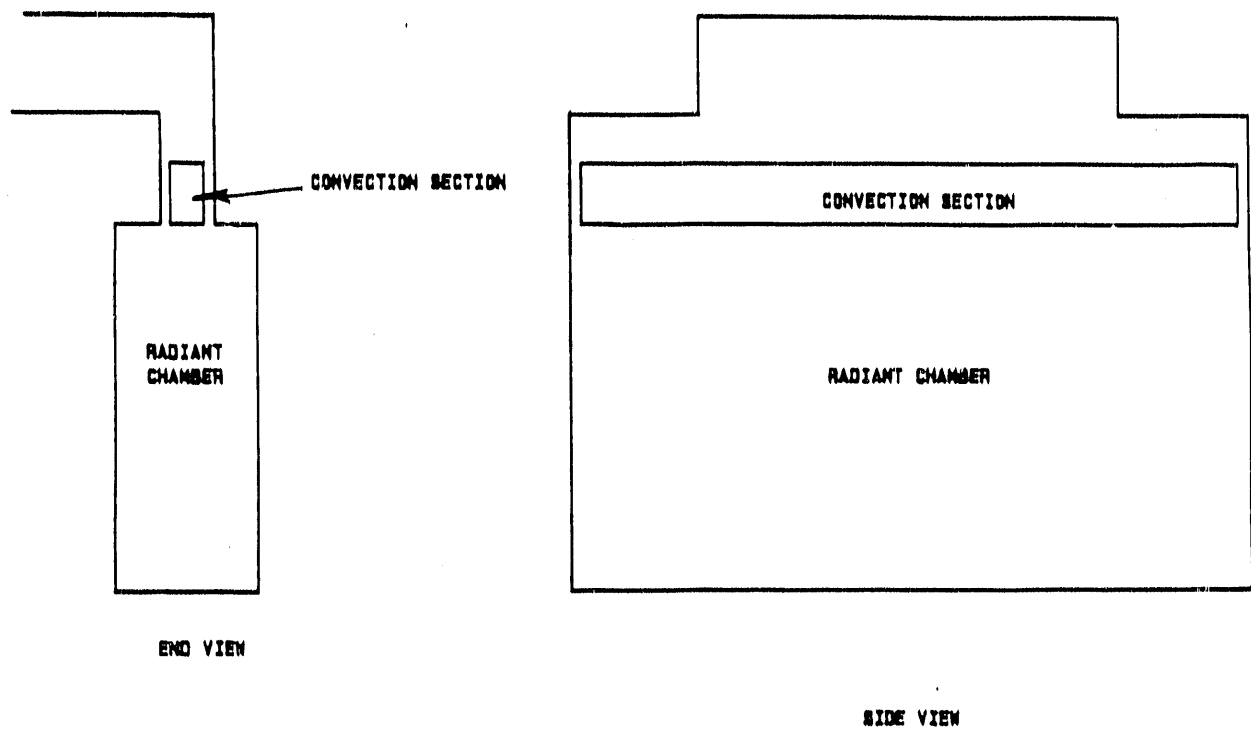 CONVECTION SECTION
CONVECTION SECTION
RADIANT
CHAMBER
RADIANT CHAMBER
END VIEW
SIDE VIEW